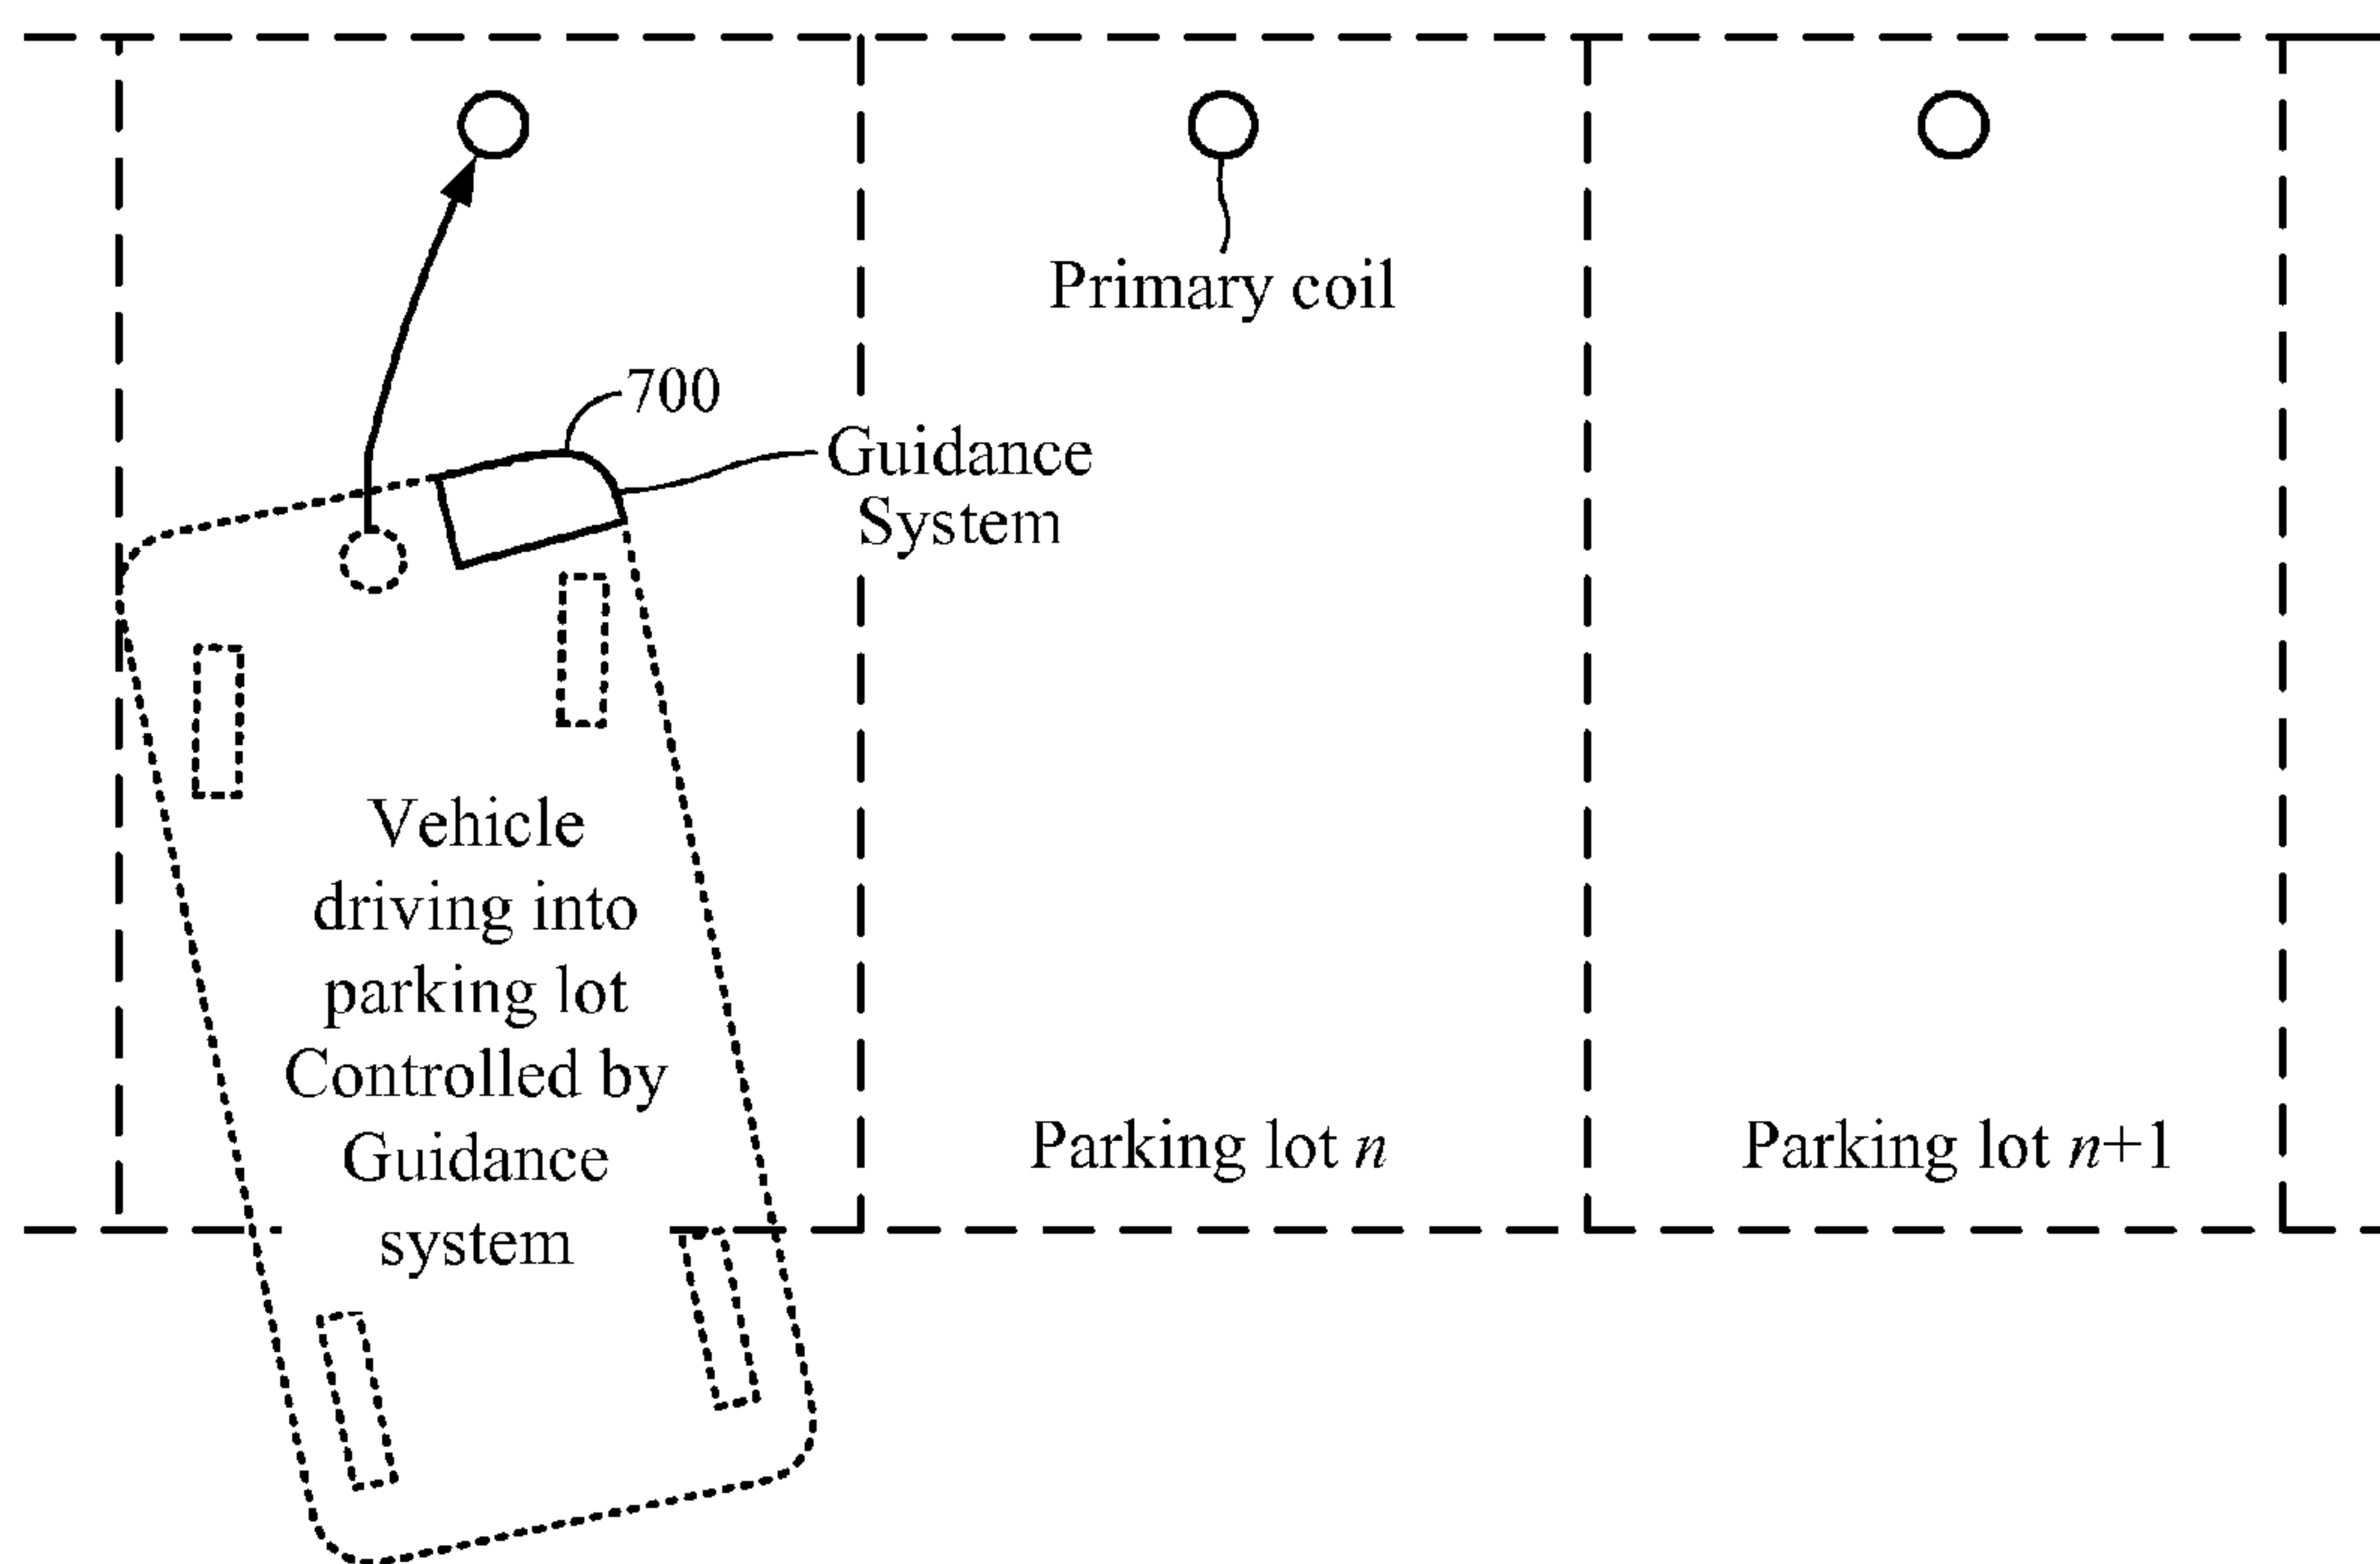 Primary coil
700
Guidance
System
Vehicle
driving into
parking lot
Controlled by
Guidance
system
Parking lot n
Parking lot n+1